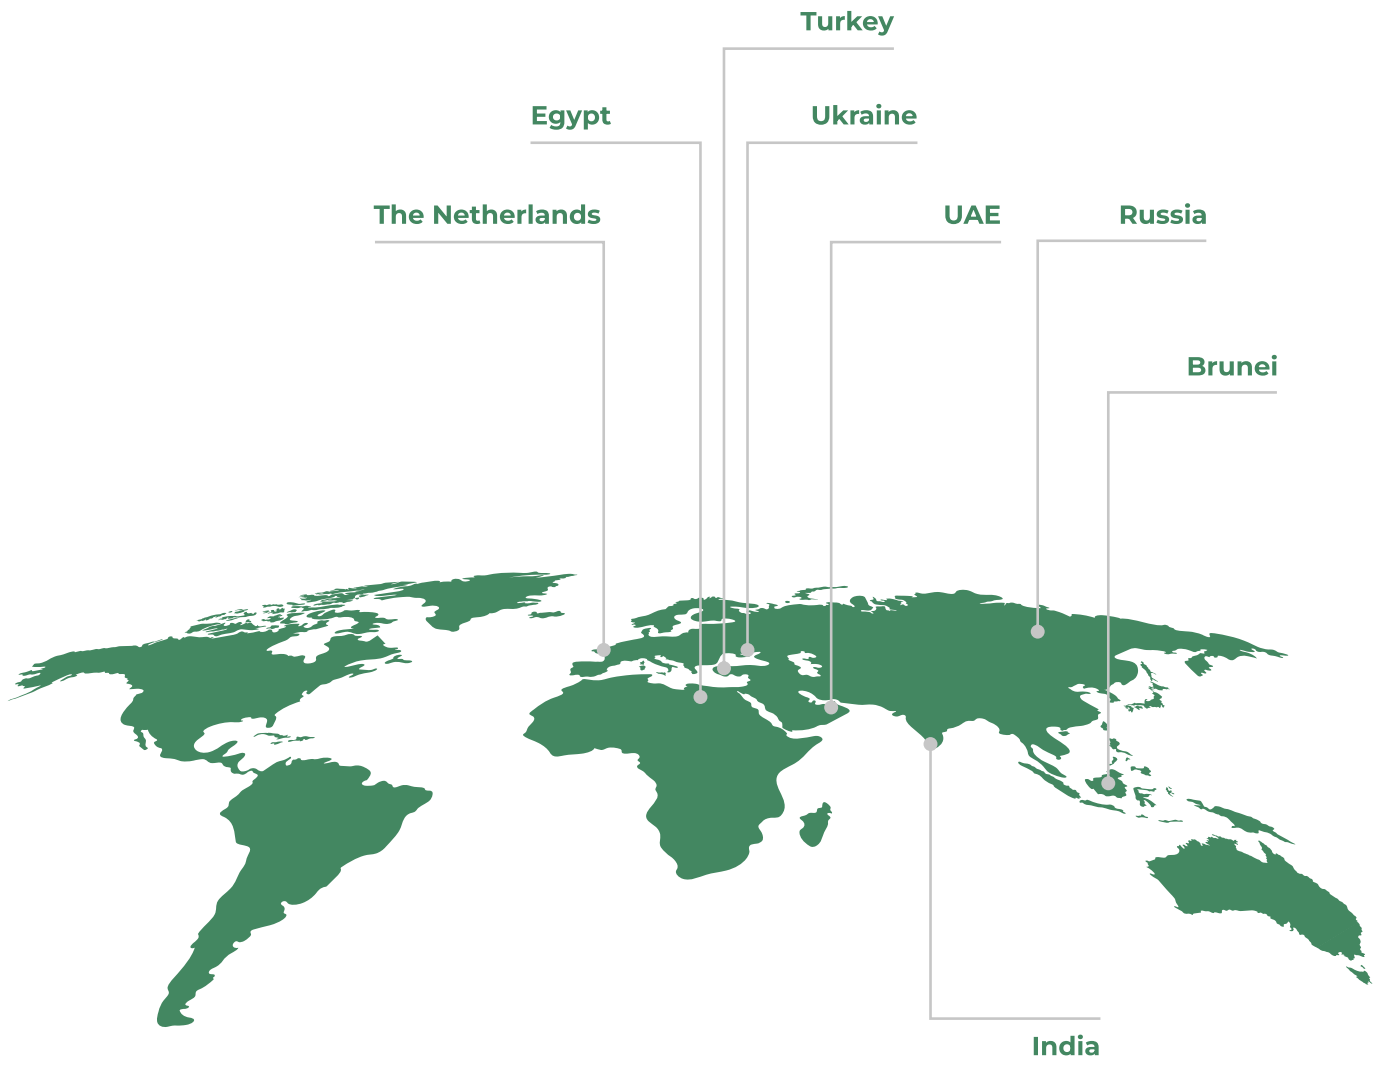 Turkey
Egypt
Ukraine
The Netherlands
UAE
Russia
Brunei
India